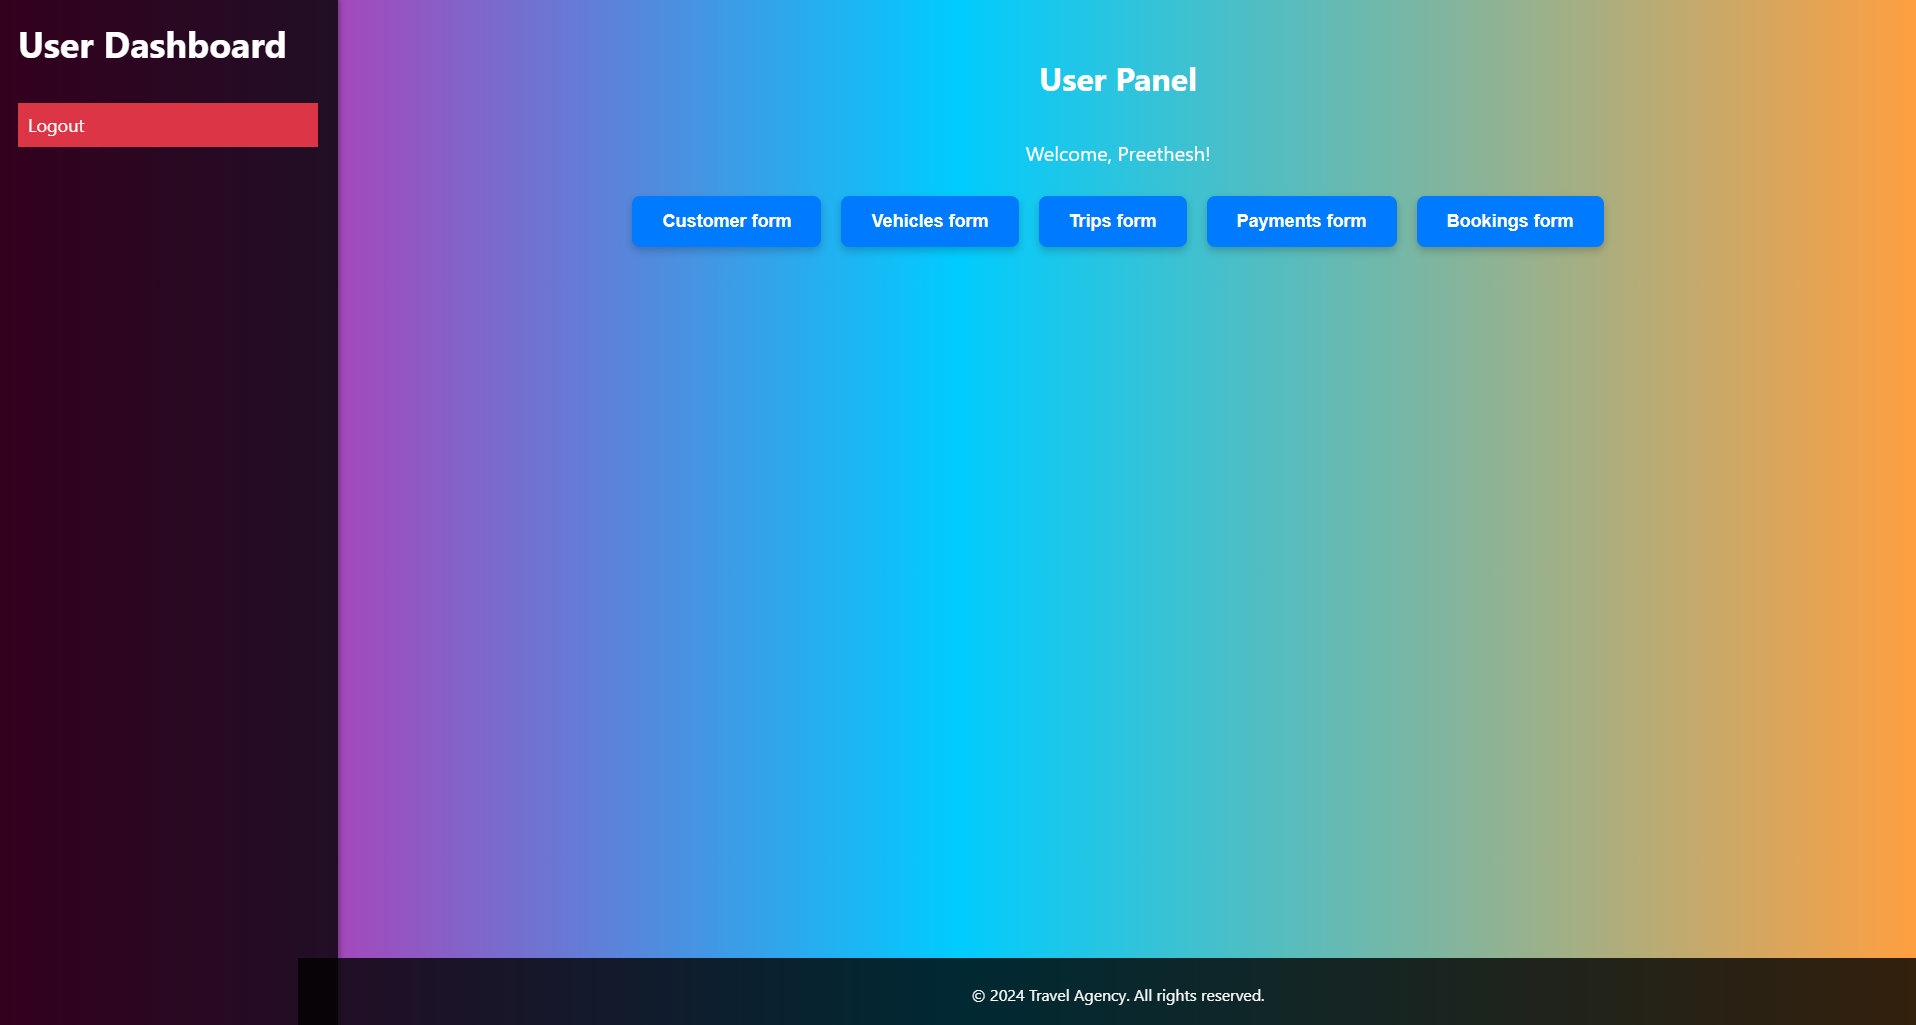 User Dashboard
Logout
User Panel
Welcome, Preethesh!
Customer form Vehicles form Trips form Payments form Bookings form
© 2024 Travel Agency. All rights reserved.